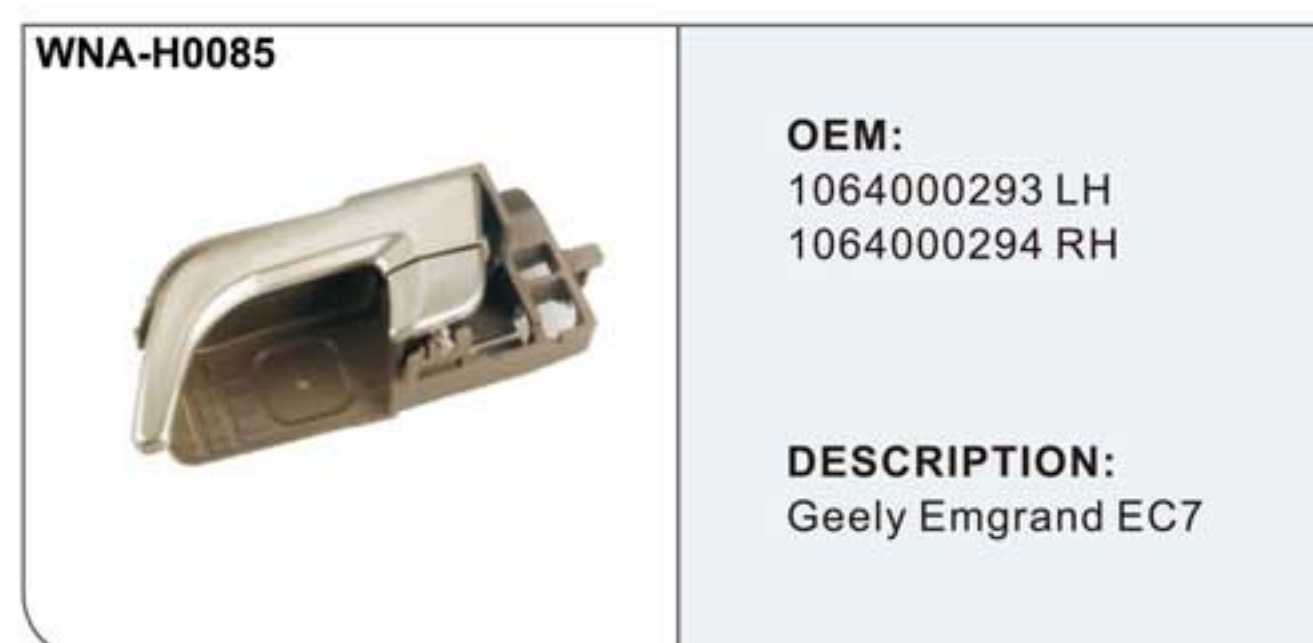 WNA-H0085
OEM:
1064000293 LH
1064000294 RH
DESCRIPTION:
Geely Emgrand EC7